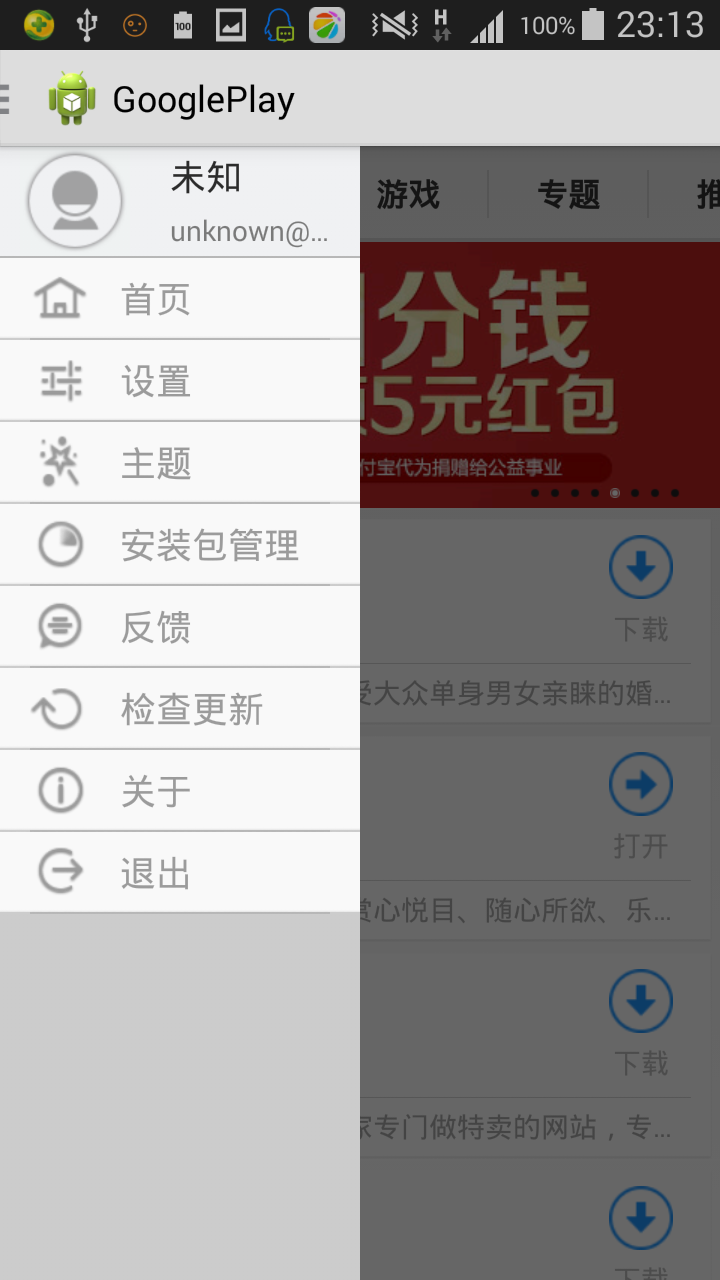 100
H
100%
23:13
GooglePlay
未知
unknown@...
首页
设置
主题
安装包管理
反馈
检查更新
关于
退出
游戏
专题
推
分钱
5元红包
付宝代为捐赠给公益事业
下载
受大众单身男女亲睐的婚...
打开
赏心悦目、随心所欲、乐...
下载
家专门做特卖的网站，专...
下载